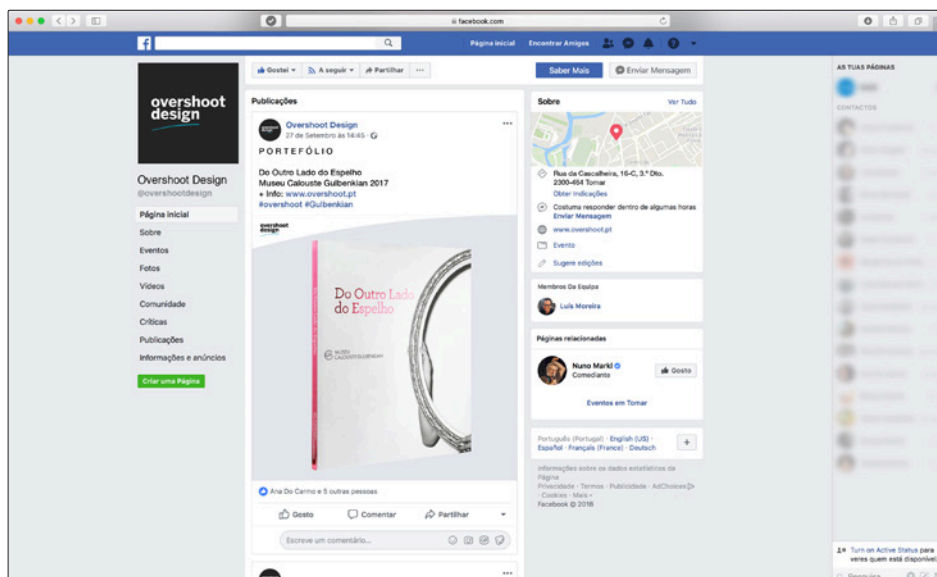 facebook.com
Página inicial
Encontrar Amigos
Gostei
A seguir
Partilhar
Saber Mais
Enviar Mensagem
AS TUAS PÁGINAS
CONTACTOS
overshoot
design
Overshoot Design
@overshootdesign
Página inicial
Sobre
Eventos
Fotos
Vídeos
Comunidade
Críticas
Publicações
Informações e anúncios
Criar uma Página
Publicações
Overshoot Design
27 de Setembro às 14:45
PORTEFÓLIO
Do Outro Lado do Espelho
Museu Calouste Gulbenkian 2017
+ Info: www.overshoot.pt
#overshoot #Gulbenkian
overshoot
design
Do Outro Lado
do Espelho
MUSEU
CALOUSTE GULBENKIAN
Ana Do Carmo e 5 outras pessoas
Gosto
Comentar
Partilhar
Escreve um comentário...
Sobre
Ver Tudo
Rua da Cascalheira, 16-C, 3.º Dto.
2300-464 Tomar
Obter Indicações
Costuma responder dentro de algumas horas
Enviar Mensagem
www.overshoot.pt
Evento
Sugere edições
Membros Da Equipa
Luís Moreira
Páginas relacionadas
Nuno Markl
Comediante
Gosto
Eventos em Tomar
Português (Portugal) · English (US) ·
Español · Français (France) · Deutsch
Informações sobre os dados estatísticos da
Página
Privacidade · Termos · Publicidade · AdChoices
· Cookies · Mais
Facebook © 2018
Turn on Active Status para
veres quem está disponível.
Pesquisa